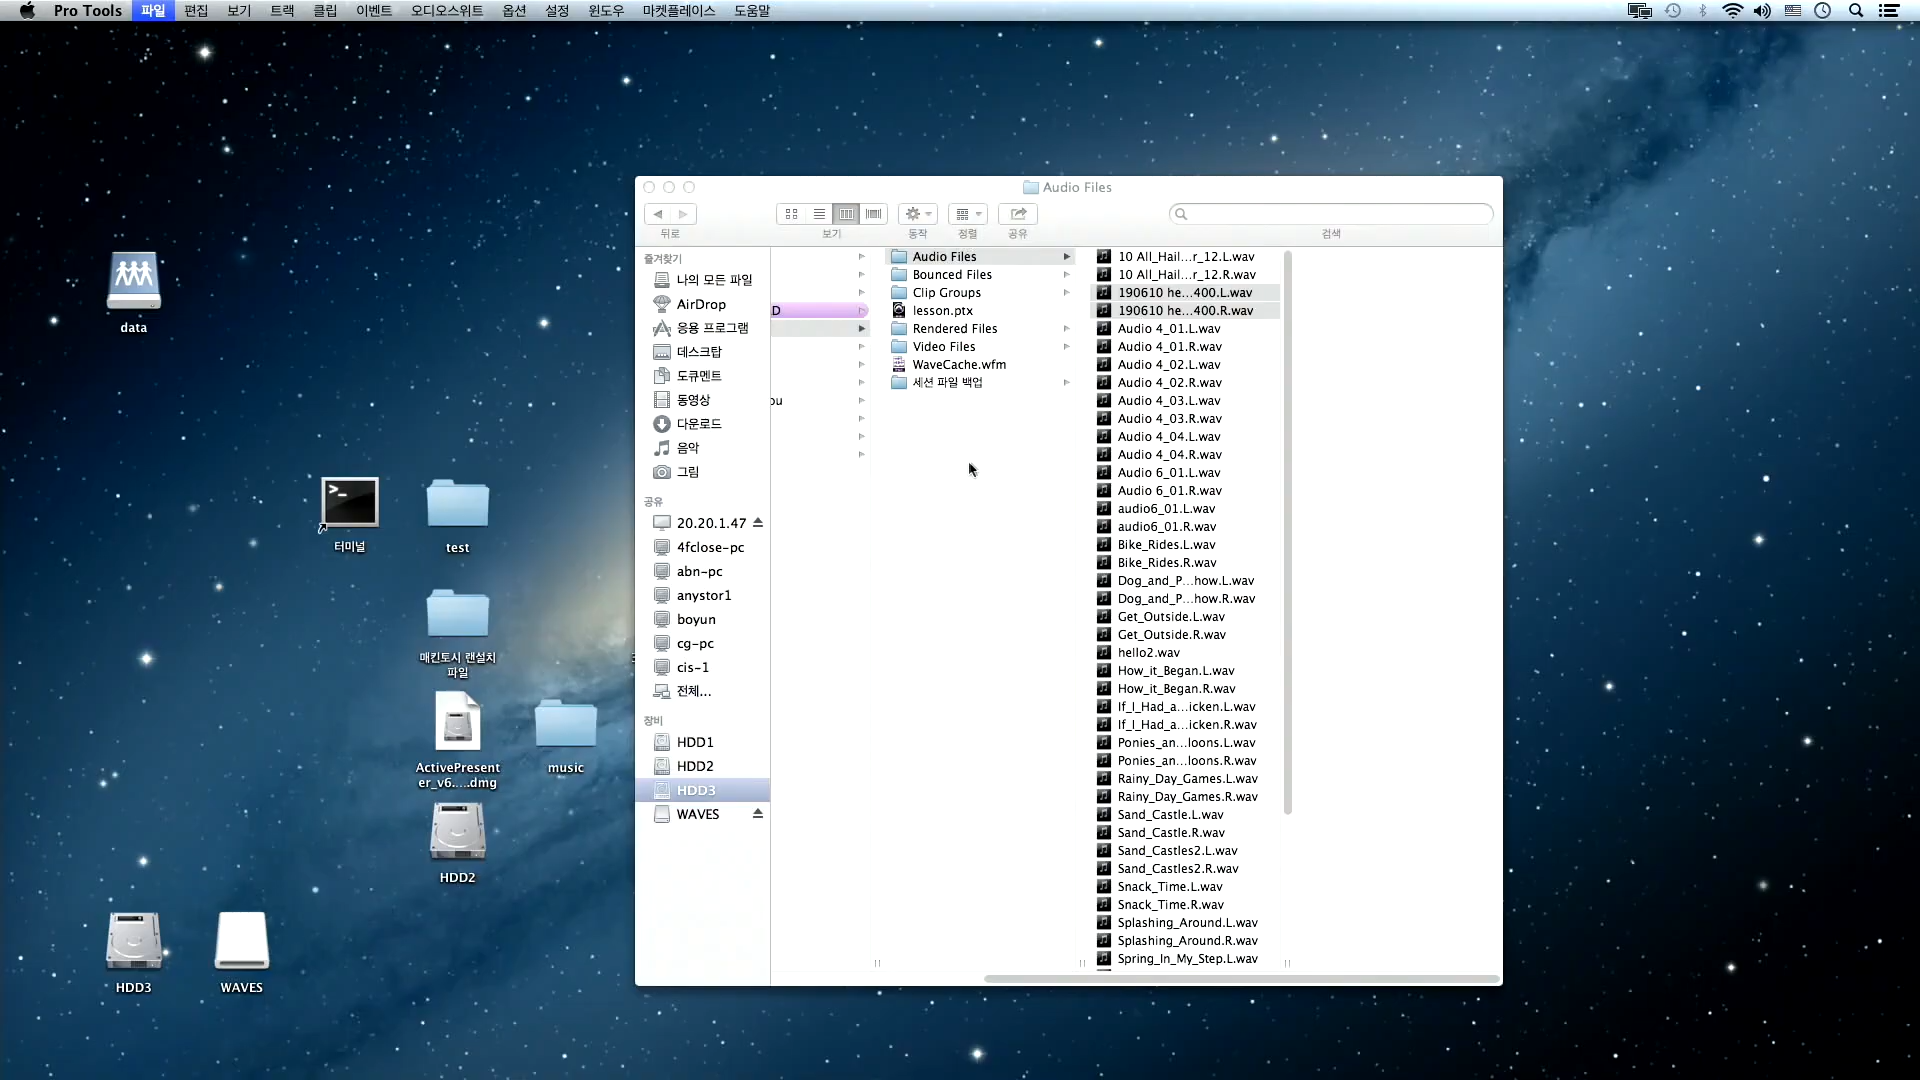 Pro Tools 파일 편집 보기 트랙 클립 이벤트 오디오스위트 옵션 설정 윈도우 마켓플레이스 도움말
Audio Files
뒤로 보기 동작 정렬 공유 검색
즐겨찾기
나의 모든 파일
AirDrop
응용 프로그램
데스크탑
도큐멘트
동영상
다운로드
음악
그림
공유
20.20.1.47
4fclose-pc
abn-pc
anystor1
boyun
cg-pc
cis-1
전체...
장비
HDD1
HDD2
HDD3
WAVES
D
ou
Audio Files
Bounced Files
Clip Groups
lesson.ptx
Rendered Files
Video Files
WaveCache.wfm
세션 파일 백업
10 All_Hail...r_12.L.wav
10 All_Hail...r_12.R.wav
190610 he...400.L.wav
190610 he...400.R.wav
Audio 4_01.L.wav
Audio 4_01.R.wav
Audio 4_02.L.wav
Audio 4_02.R.wav
Audio 4_03.L.wav
Audio 4_03.R.wav
Audio 4_04.L.wav
Audio 4_04.R.wav
Audio 6_01.L.wav
Audio 6_01.R.wav
audio6_01.L.wav
audio6_01.R.wav
Bike_Rides.L.wav
Bike_Rides.R.wav
Dog_and_P...how.L.wav
Dog_and_P...how.R.wav
Get_Outside.L.wav
Get_Outside.R.wav
hello2.wav
How_it_Began.L.wav
How_it_Began.R.wav
If_I_Had_a...icken.L.wav
If_I_Had_a...icken.R.wav
Ponies_an...loons.L.wav
Ponies_an...loons.R.wav
Rainy_Day_Games.L.wav
Rainy_Day_Games.R.wav
Sand_Castle.L.wav
Sand_Castle.R.wav
Sand_Castles2.L.wav
Sand_Castles2.R.wav
Snack_Time.L.wav
Snack_Time.R.wav
Splashing_Around.L.wav
Splashing_Around.R.wav
Spring_In_My_Step.L.wav
data
터미널
test
매킨토시 랜설치
파일
ActivePresent
er_v6....dmg
music
HDD2
HDD3
WAVES